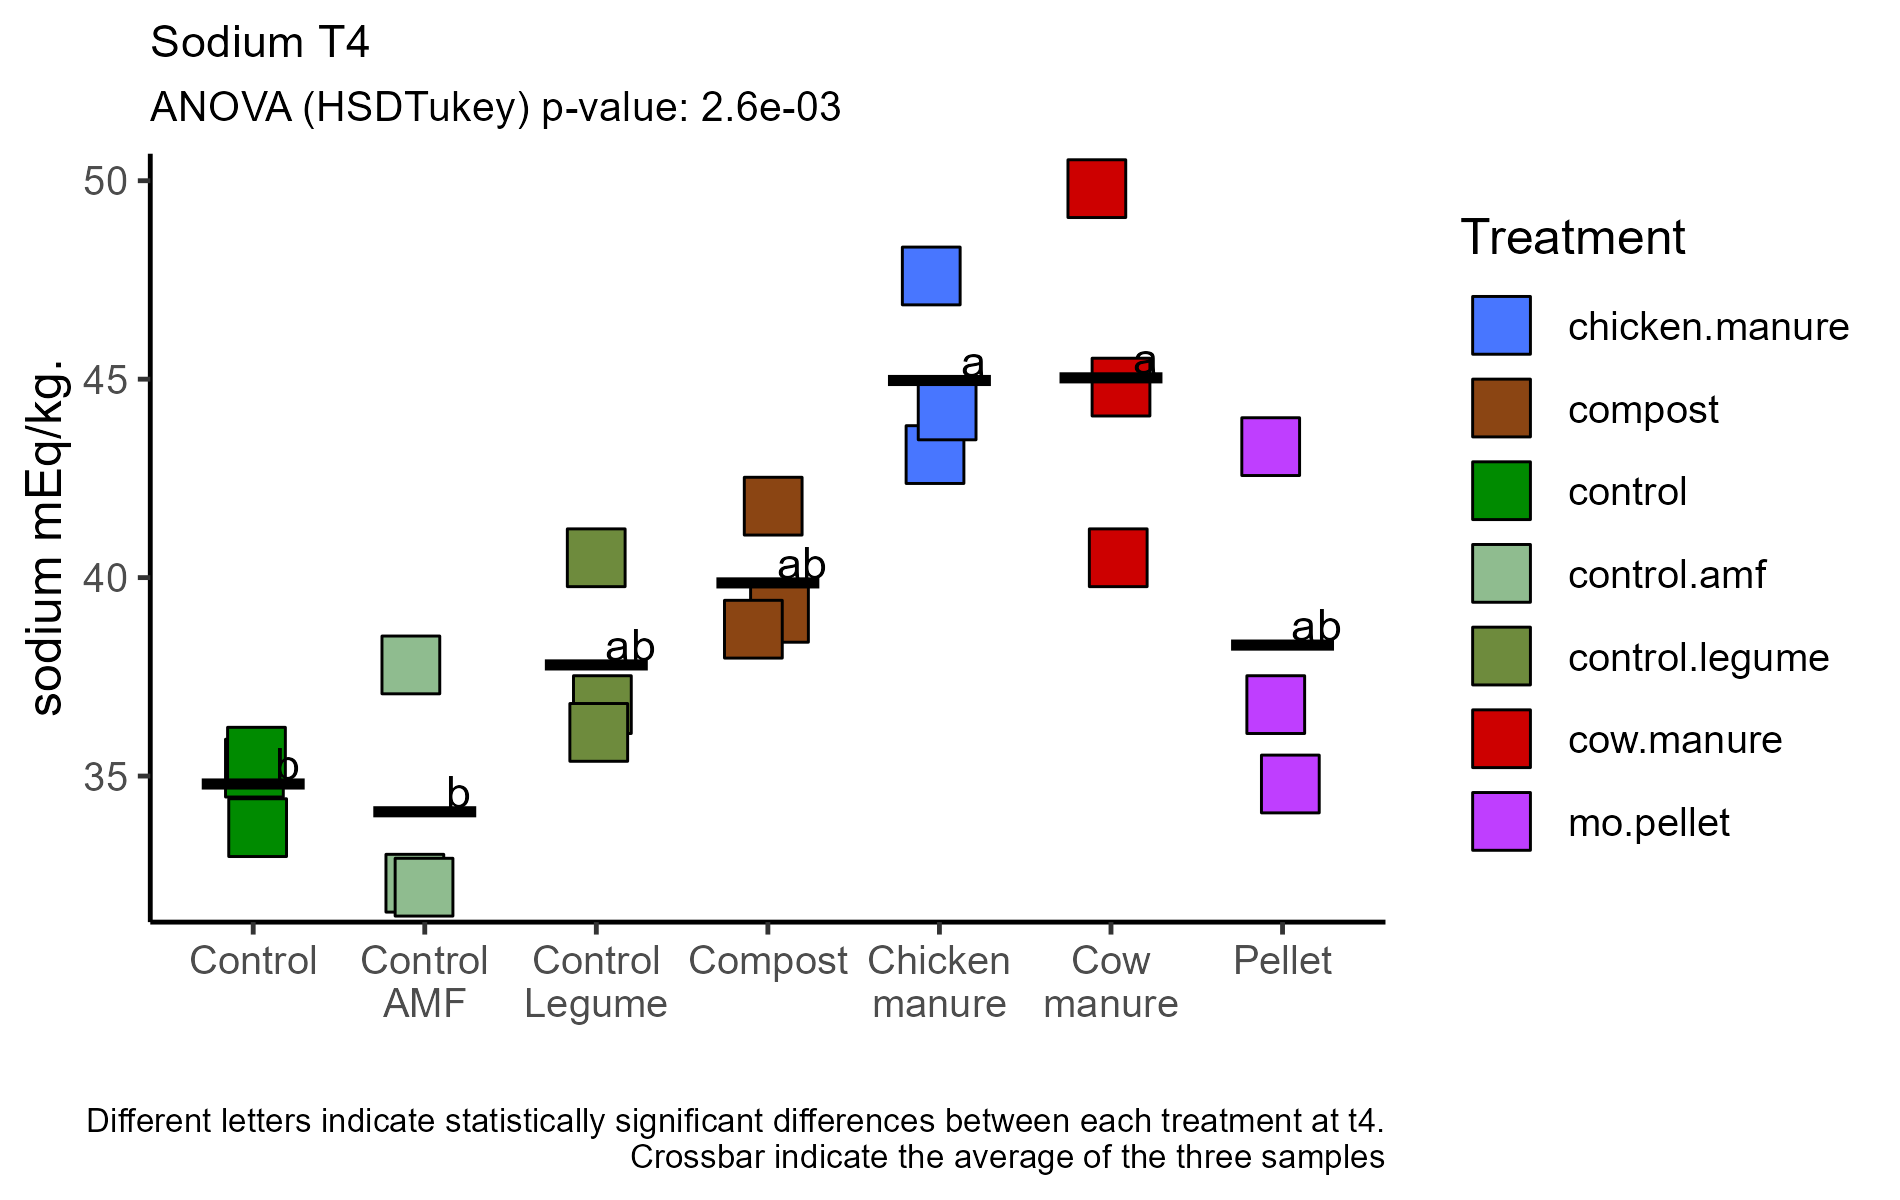 Sodium T4
ANOVA (HSDTukey) p-value: 2.6e-03
sodium mEq/kg.
50
45
40
35
b
b
ab
ab
a
a
ab
Control
Control
AMF
Control
Legume
Compost
Chicken
manure
Cow
manure
Pellet
Treatment
chicken.manure
compost
control
control.amf
control.legume
cow.manure
mo.pellet
Different letters indicate statistically significant differences between each treatment at t4.
Crossbar indicate the average of the three samples